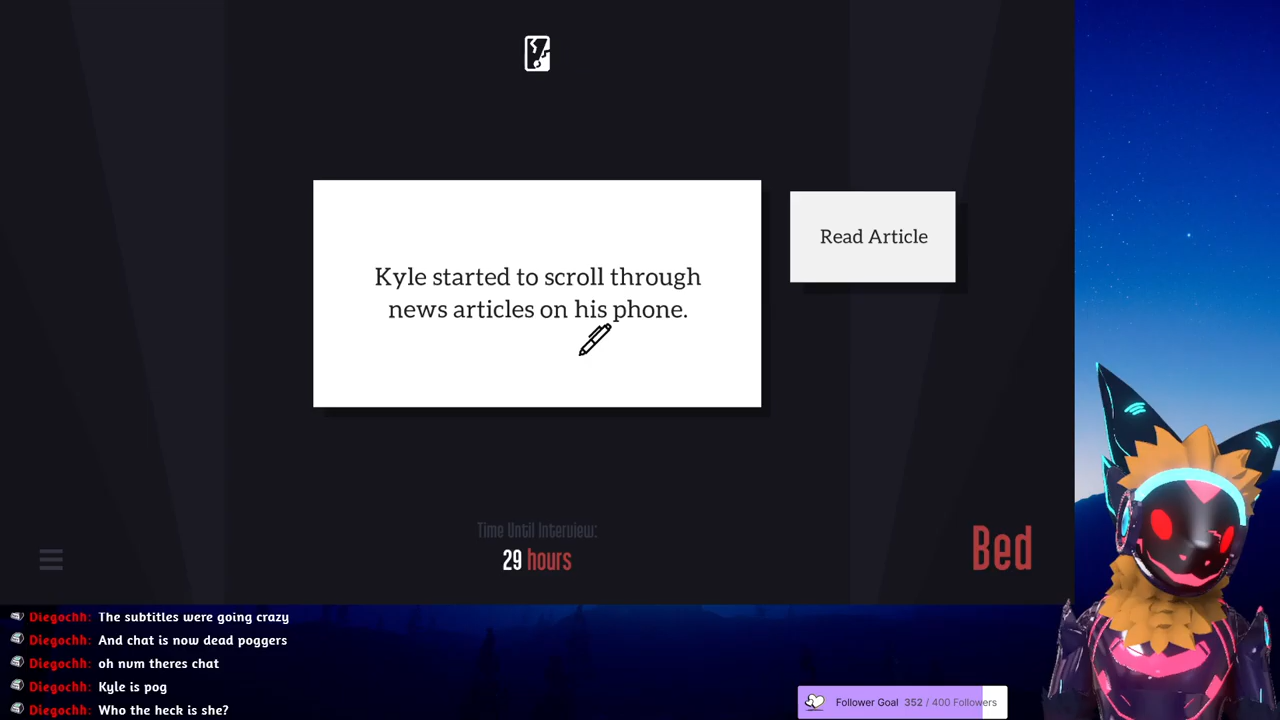 Kyle started to scroll through
news articles on his phone.
Read Article
Time Until Interview:
29 hours
Bed
Diegochh: The subtitles were going crazy
Diegochh: And chat is now dead poggers
Diegochh: oh nvm theres chat
Diegochh: Kyle is pog
Diegochh: Who the heck is she?
Follower Goal 352 / 400 Followers